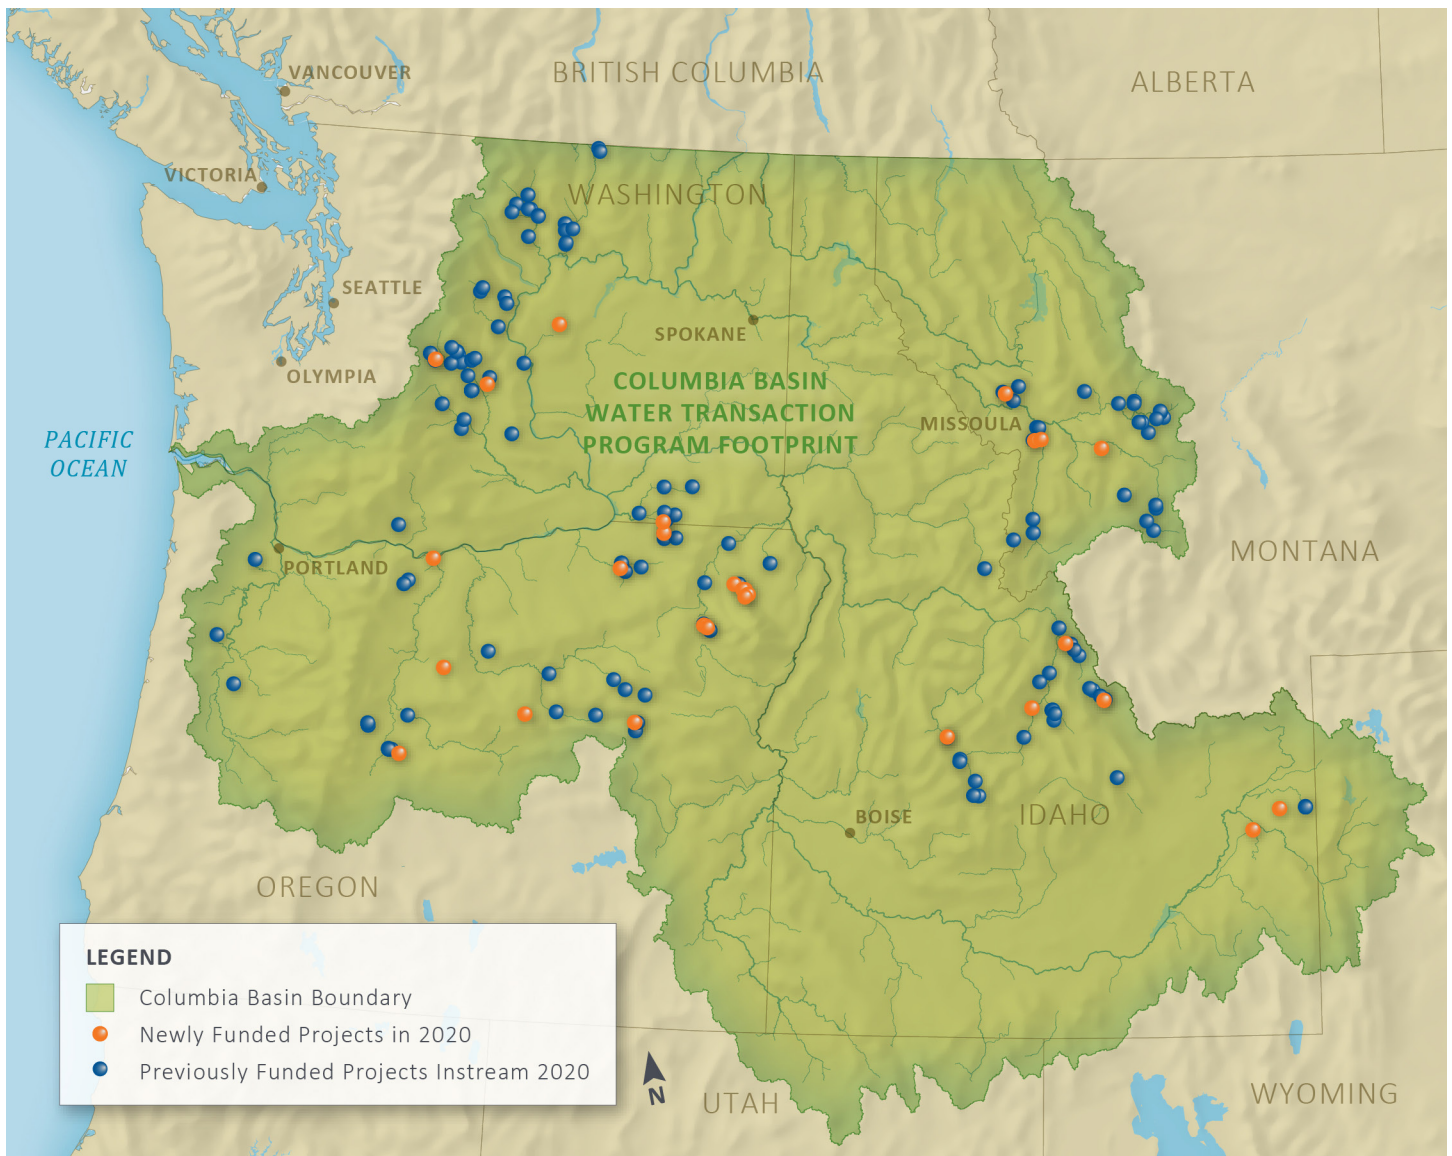 VANCOUVER
BRITISH COLUMBIA
ALBERTA
VICTORIA
WASHINGTON
SEATTLE
SPOKANE
OLYMPIA
COLUMBIA BASIN
WATER TRANSACTION
PROGRAM FOOTPRINT
MISSOULA
PACIFIC
OCEAN
MONTANA
PORTLAND
BOISE
IDAHO
OREGON
LEGEND
Columbia Basin Boundary
Newly Funded Projects in 2020
Previously Funded Projects Instream 2020
N
UTAH
WYOMING